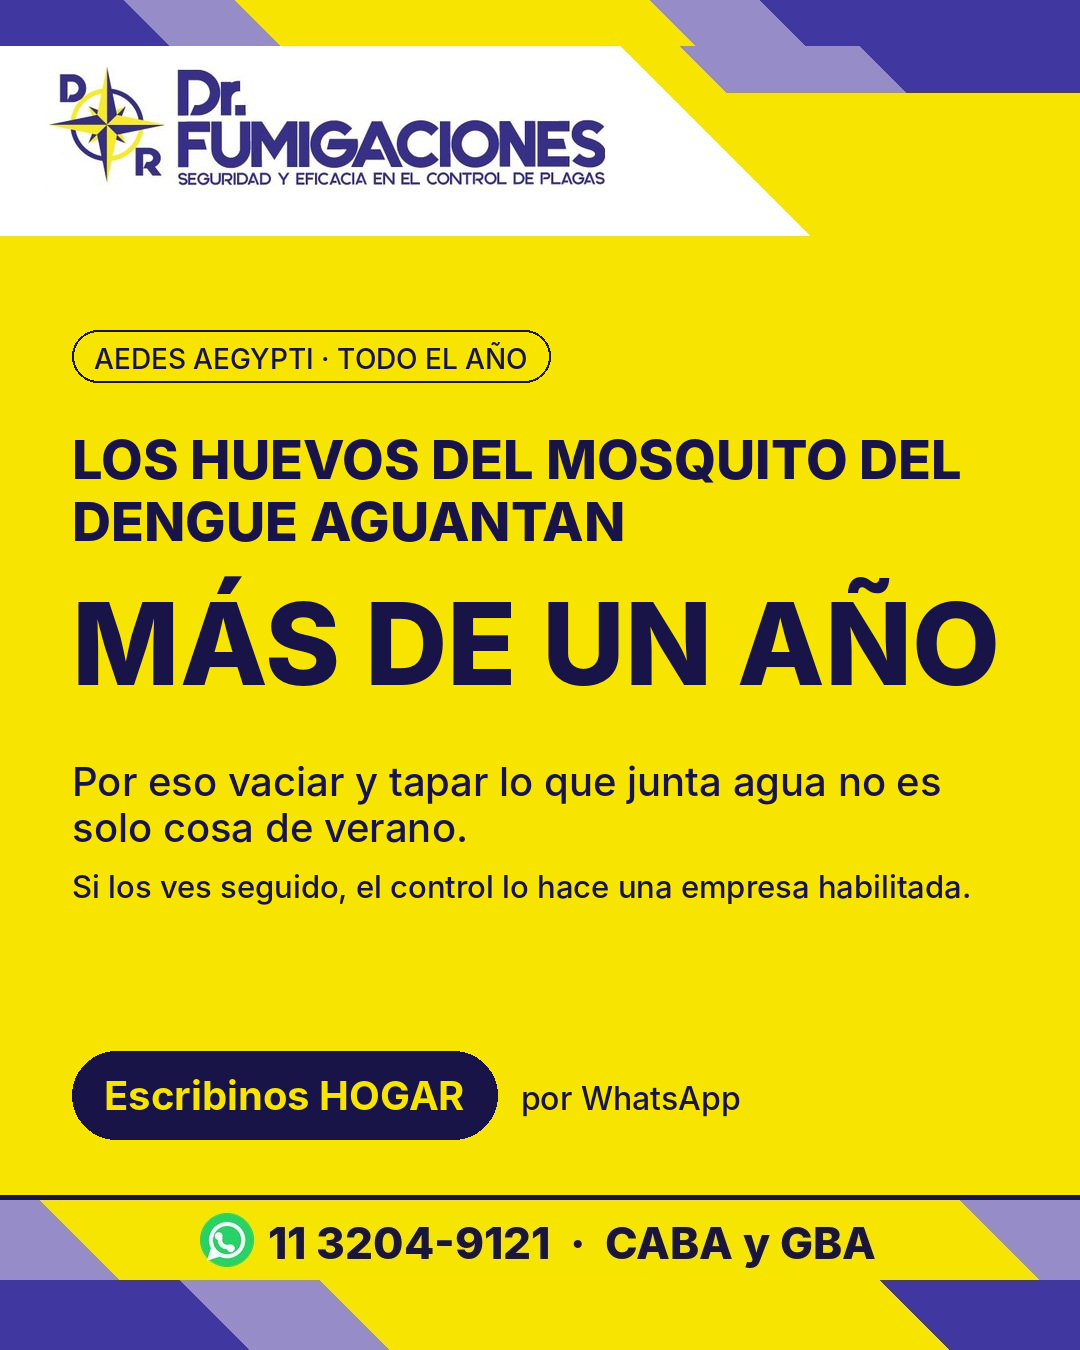 D R
Dr.
FUMIGACIONES
SEGURIDAD Y EFICACIA EN EL CONTROL DE PLAGAS
AEDES AEGYPTI · TODO EL AÑO
LOS HUEVOS DEL MOSQUITO DEL
DENGUE AGUANTAN
MÁS DE UN AÑO
Por eso vaciar y tapar lo que junta agua no es
solo cosa de verano.
Si los ves seguido, el control lo hace una empresa habilitada.
Escribinos HOGAR por WhatsApp
11 3204-9121 · CABA y GBA